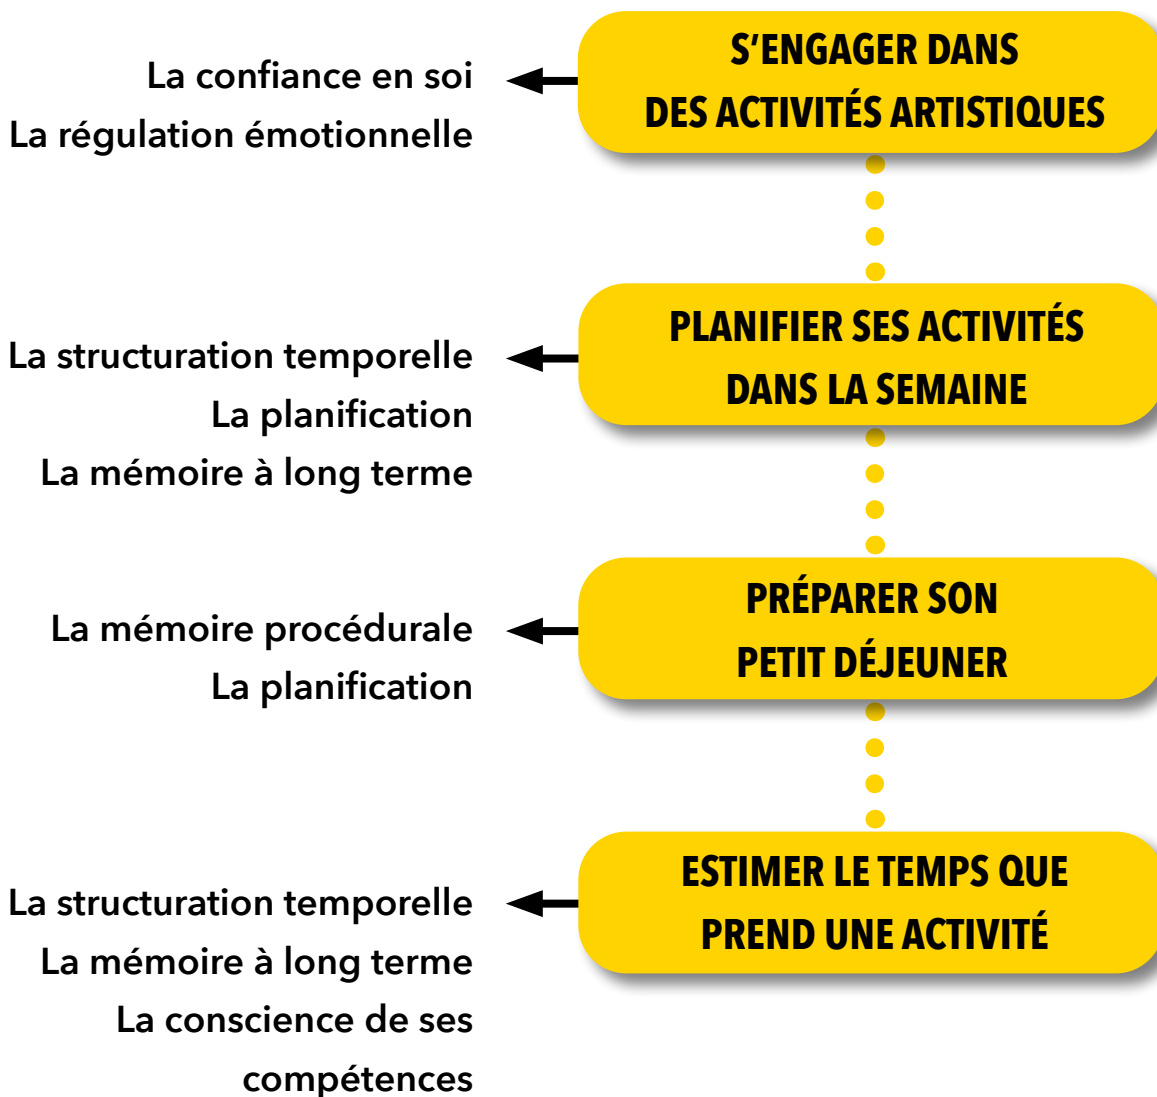 S’ENGAGER DANS
DES ACTIVITÉS ARTISTIQUES
La confiance en soi
La régulation émotionnelle
PLANIFIER SES ACTIVITÉS
DANS LA SEMAINE
La structuration temporelle
La planification
La mémoire à long terme
PRÉPARER SON
PETIT DÉJEUNER
La mémoire procédurale
La planification
ESTIMER LE TEMPS QUE
PREND UNE ACTIVITÉ
La structuration temporelle
La mémoire à long terme
La conscience de ses
compétences